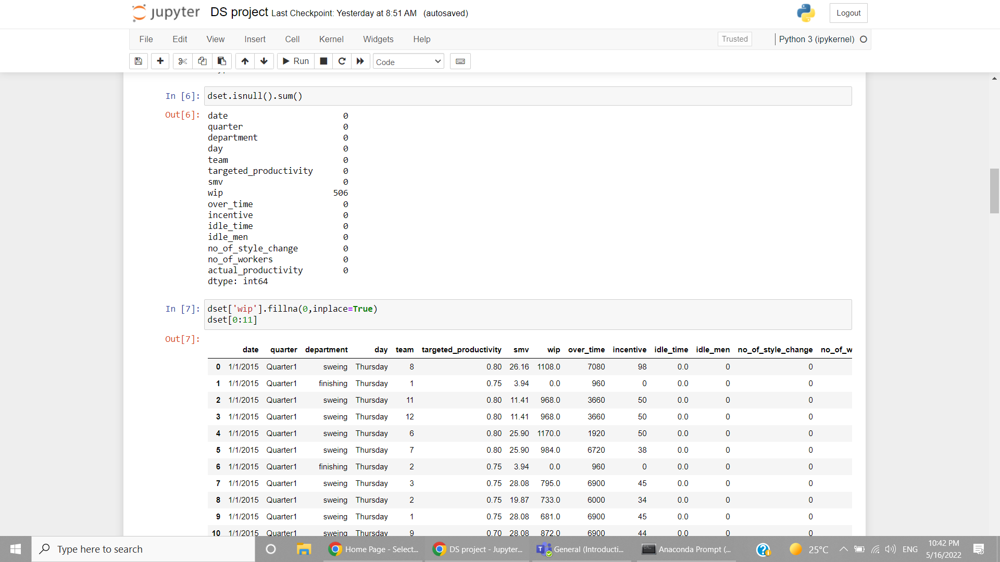 jupyter DS project Last Checkpoint: Yesterday at 8:51 AM (autosaved) Logout
File Edit View Insert Cell Kernel Widgets Help Trusted Python 3 (ipykernel)
Run Code
In [6]: dset.isnull().sum()
Out[6]: date 0
quarter 0
department 0
day 0
team 0
targeted_productivity 0
smv 0
wip 506
over_time 0
incentive 0
idle_time 0
idle_men 0
no_of_style_change 0
no_of_workers 0
actual_productivity 0
dtype: int64
In [7]: dset['wip'].fillna(0,inplace=True)
dset[0:11]
Out[7]:
date quarter department day team targeted_productivity smv wip over_time incentive idle_time idle_men no_of_style_change no_of_w
0 1/1/2015 Quarter1 sweing Thursday 8 0.80 26.16 1108.0 7080 98 0.0 0 0
1 1/1/2015 Quarter1 finishing Thursday 1 0.75 3.94 0.0 960 0 0.0 0 0
2 1/1/2015 Quarter1 sweing Thursday 11 0.80 11.41 968.0 3660 50 0.0 0 0
3 1/1/2015 Quarter1 sweing Thursday 12 0.80 11.41 968.0 3660 50 0.0 0 0
4 1/1/2015 Quarter1 sweing Thursday 6 0.80 25.90 1170.0 1920 50 0.0 0 0
5 1/1/2015 Quarter1 sweing Thursday 7 0.80 25.90 984.0 6720 38 0.0 0 0
6 1/1/2015 Quarter1 finishing Thursday 2 0.75 3.94 0.0 960 0 0.0 0 0
7 1/1/2015 Quarter1 sweing Thursday 3 0.75 28.08 795.0 6900 45 0.0 0 0
8 1/1/2015 Quarter1 sweing Thursday 2 0.75 19.87 733.0 6000 34 0.0 0 0
9 1/1/2015 Quarter1 sweing Thursday 1 0.75 28.08 681.0 6900 45 0.0 0 0
10 1/1/2015 Quarter1 sweing Thursday 9 0.70 28.08 872.0 6900 44 0.0 0 0
Type here to search Home Page - Select... DS project - Jupyter... General (Introducti... Anaconda Prompt (... 25°C ENG 10:42 PM
5/16/2022